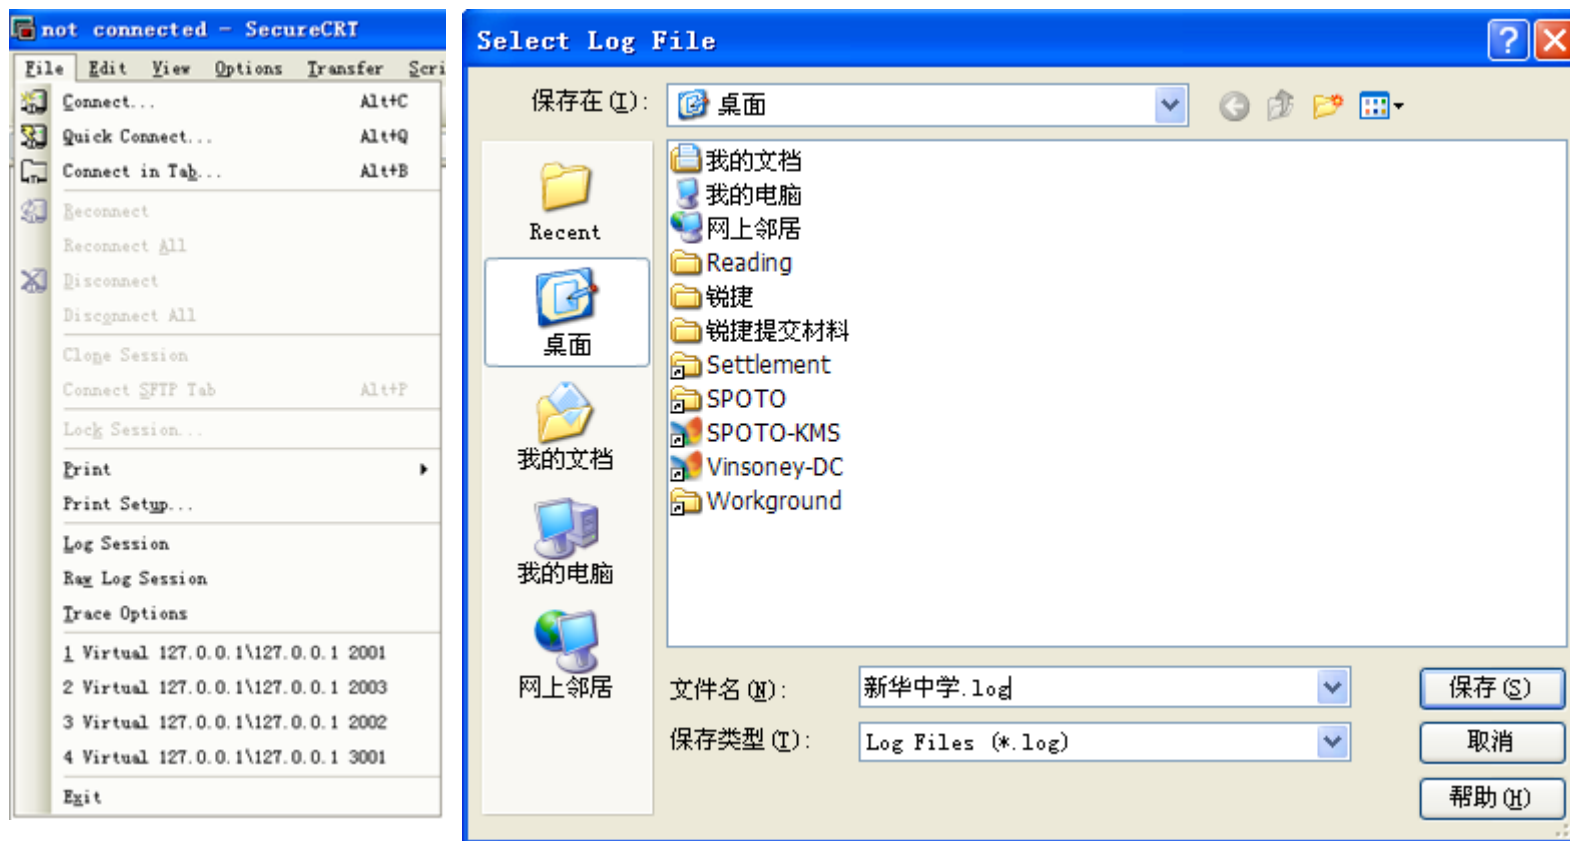 not connected - SecureCRT
File Edit View Options Transfer Scri
Connect... Alt+C
Quick Connect... Alt+Q
Connect in Tab... Alt+B
Reconnect
Reconnect All
Disconnect
Disconnect All
Clone Session
Connect SFTP Tab Alt+P
Lock Session...
Print
Print Setup...
Log Session
Raw Log Session
Trace Options
1 Virtual 127.0.0.1\127.0.0.1 2001
2 Virtual 127.0.0.1\127.0.0.1 2003
3 Virtual 127.0.0.1\127.0.0.1 2002
4 Virtual 127.0.0.1\127.0.0.1 3001
Exit
Select Log File
保存在(I): 桌面
Recent
桌面
我的文档
我的电脑
网上邻居
我的文档
我的电脑
网上邻居
Reading
锐捷
锐捷提交材料
Settlement
SPOTO
SPOTO-KMS
Vinsoney-DC
Workground
文件名(N): 新华中学.log 保存(S)
保存类型(T): Log Files (*.log) 取消
帮助(H)